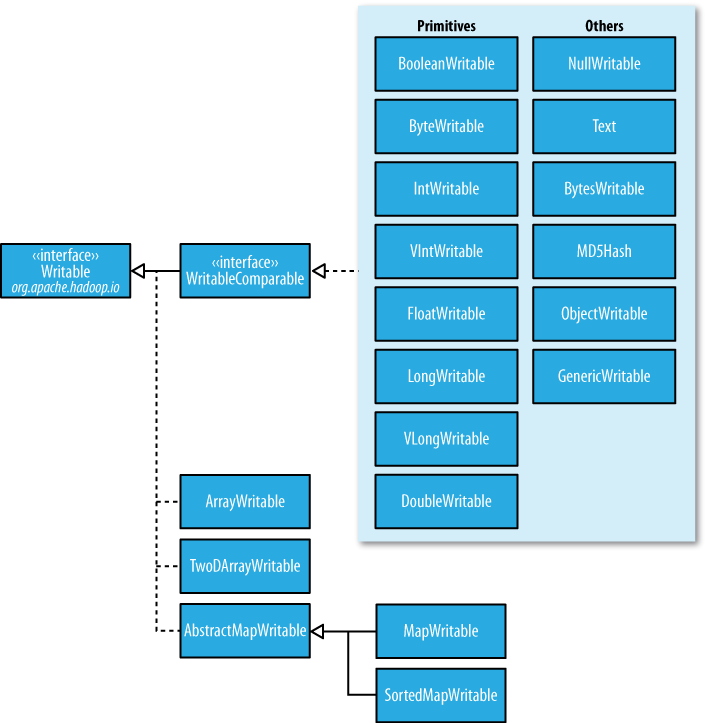 Primitives
Others
BooleanWritable
NullWritable
ByteWritable
Text
IntWritable
BytesWritable
‹‹interface››
Writable
org.apache.hadoop.io
‹‹interface››
WritableComparable
VIntWritable
MD5Hash
FloatWritable
ObjectWritable
LongWritable
GenericWritable
VLongWritable
DoubleWritable
ArrayWritable
TwoDArrayWritable
AbstractMapWritable
MapWritable
SortedMapWritable